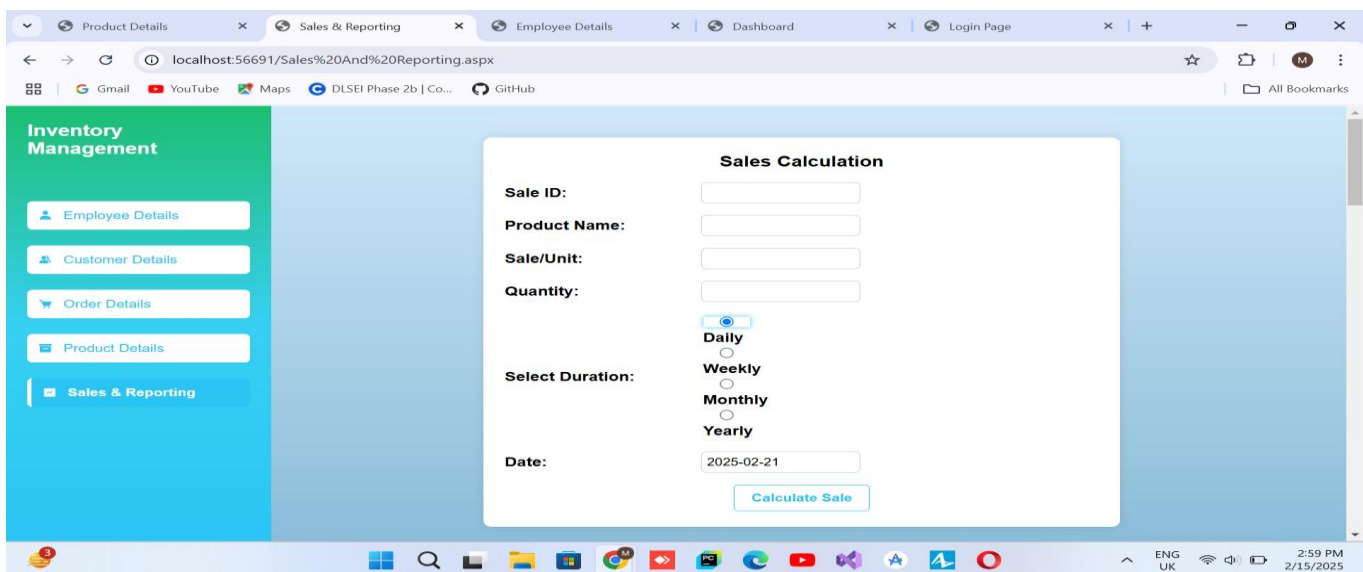 Product Details
Sales & Reporting
Employee Details
Dashboard
Login Page
localhost:56691/Sales%20And%20Reporting.aspx
M
Gmail
YouTube
Maps
DLSEI Phase 2b | Co...
GitHub
All Bookmarks
Inventory
Management
Employee Details
Customer Details
Order Details
Product Details
Sales & Reporting
Sales Calculation
Sale ID:
Product Name:
Sale/Unit:
Quantity:
Select Duration:
Daily
Weekly
Monthly
Yearly
Date:
2025-02-21
Calculate Sale
3
M
PC
ENG
UK
2:59 PM
2/15/2025